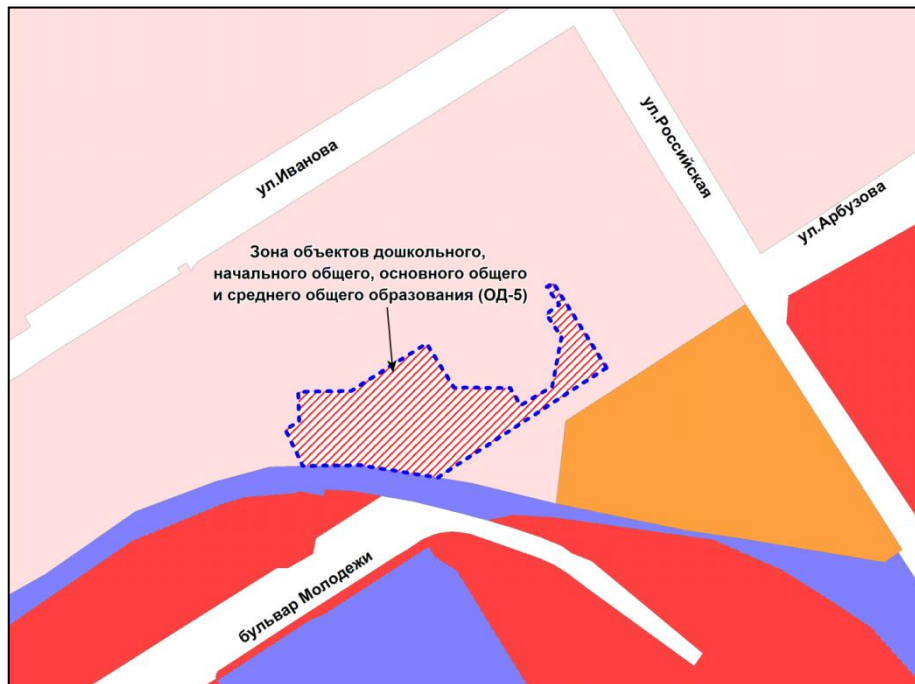 ул.Иванова
ул.Российская
ул.Арбузова
Зона объектов дошкольного,
начального общего, основного общего
и среднего общего образования (ОД-5)
бульвар Молодежи